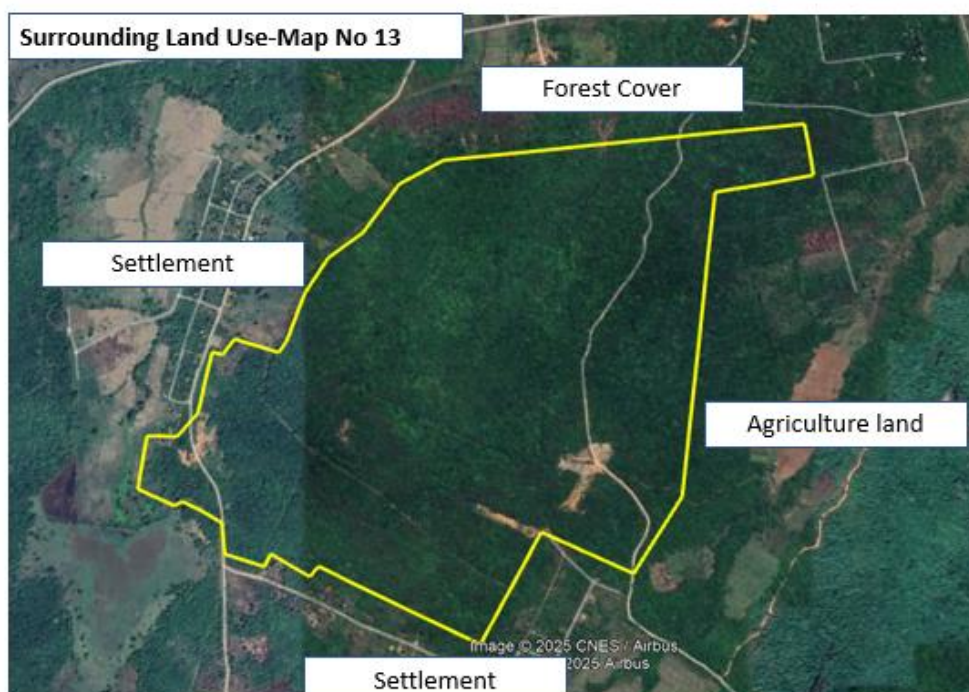 Surrounding Land Use-Map No 13
Forest Cover
Settlement
Agriculture land
Image © 2025 CNES / Airbus
2025 Airbus
Settlement